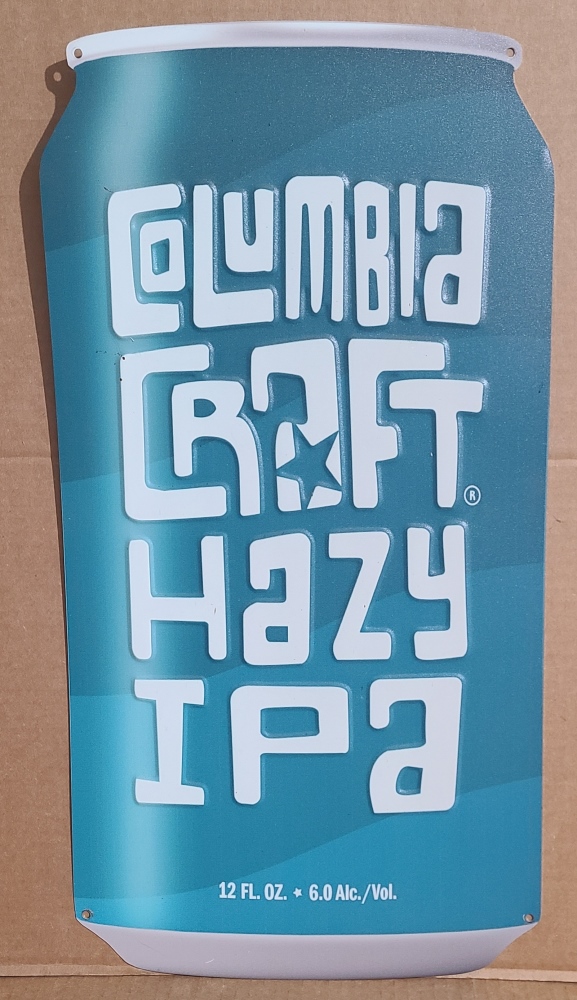 COLUMBIA
CRaFT®
HaZy
IPa
12 FL. OZ. ★ 6.0 Alc./Vol.